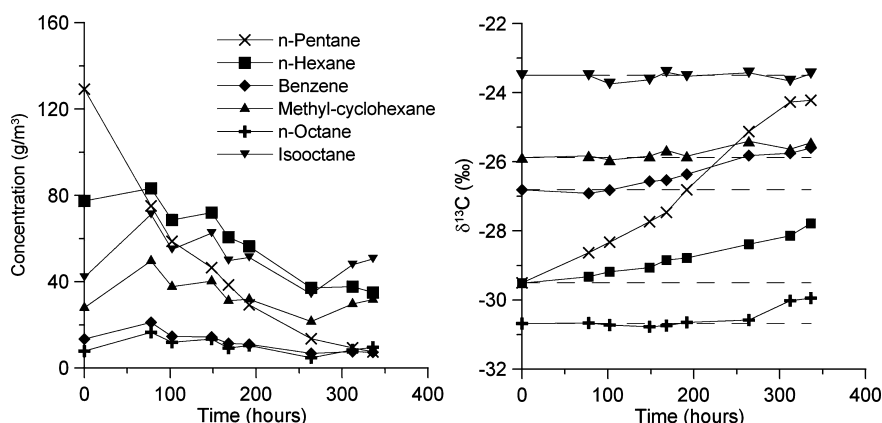 160
120
80
40
0
Concentration (g/m³)
n-Pentane
n-Hexane
Benzene
Methyl-cyclohexane
n-Octane
Isooctane
0 100 200 300 400
Time (hours)
-22
-24
-26
-28
-30
-32
δ¹³C (‰)
0 100 200 300 400
Time (hours)